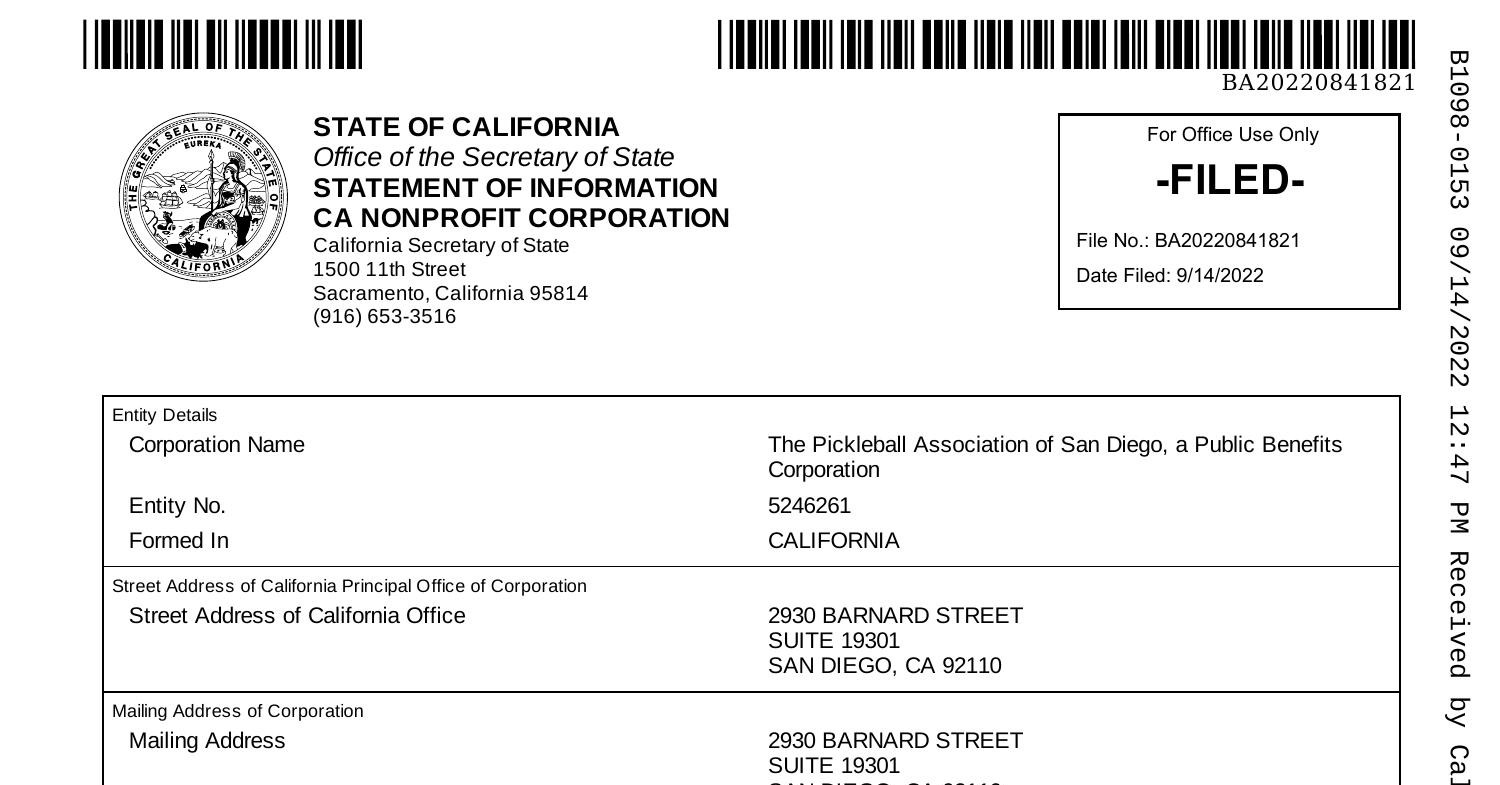 BA20220841821
STATE OF CALIFORNIA
Office of the Secretary of State
STATEMENT OF INFORMATION
CA NONPROFIT CORPORATION
California Secretary of State
1500 11th Street
Sacramento, California 95814
(916) 653-3516
THE GREAT SEAL OF THE STATE OF CALIFORNIA
EUREKA
For Office Use Only
-FILED-
File No.: BA20220841821
Date Filed: 9/14/2022
Entity Details
Corporation Name
The Pickleball Association of San Diego, a Public Benefits
Corporation
Entity No.
5246261
Formed In
CALIFORNIA
Street Address of California Principal Office of Corporation
Street Address of California Office
2930 BARNARD STREET
SUITE 19301
SAN DIEGO, CA 92110
Mailing Address of Corporation
Mailing Address
2930 BARNARD STREET
SUITE 19301
SAN DIEGO, CA 92110
B1098-0153 09/14/2022 12:47 PM Received by Cal